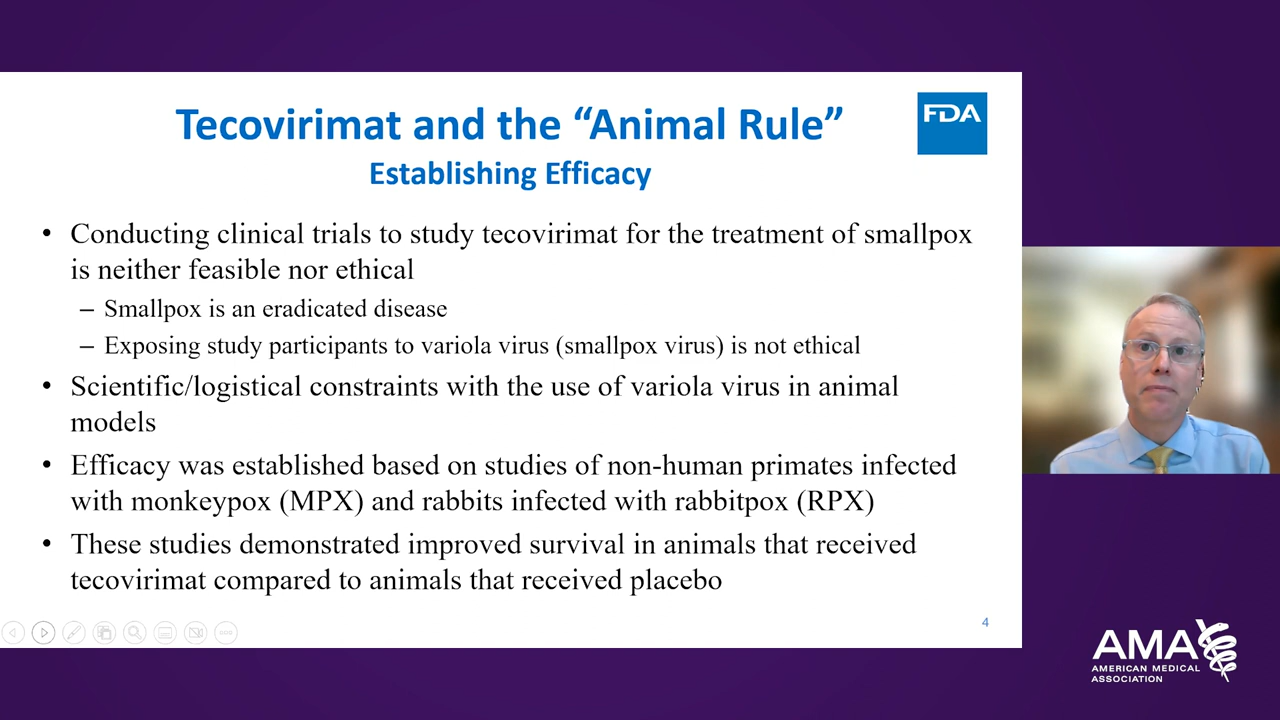 Tecovirimat and the “Animal Rule”
FDA
Establishing Efficacy
• Conducting clinical trials to study tecovirimat for the treatment of smallpox
is neither feasible nor ethical
– Smallpox is an eradicated disease
– Exposing study participants to variola virus (smallpox virus) is not ethical
• Scientific/logistical constraints with the use of variola virus in animal
models
• Efficacy was established based on studies of non-human primates infected
with monkeypox (MPX) and rabbits infected with rabbitpox (RPX)
• These studies demonstrated improved survival in animals that received
tecovirimat compared to animals that received placebo
4
AMA
AMERICAN MEDICAL
ASSOCIATION